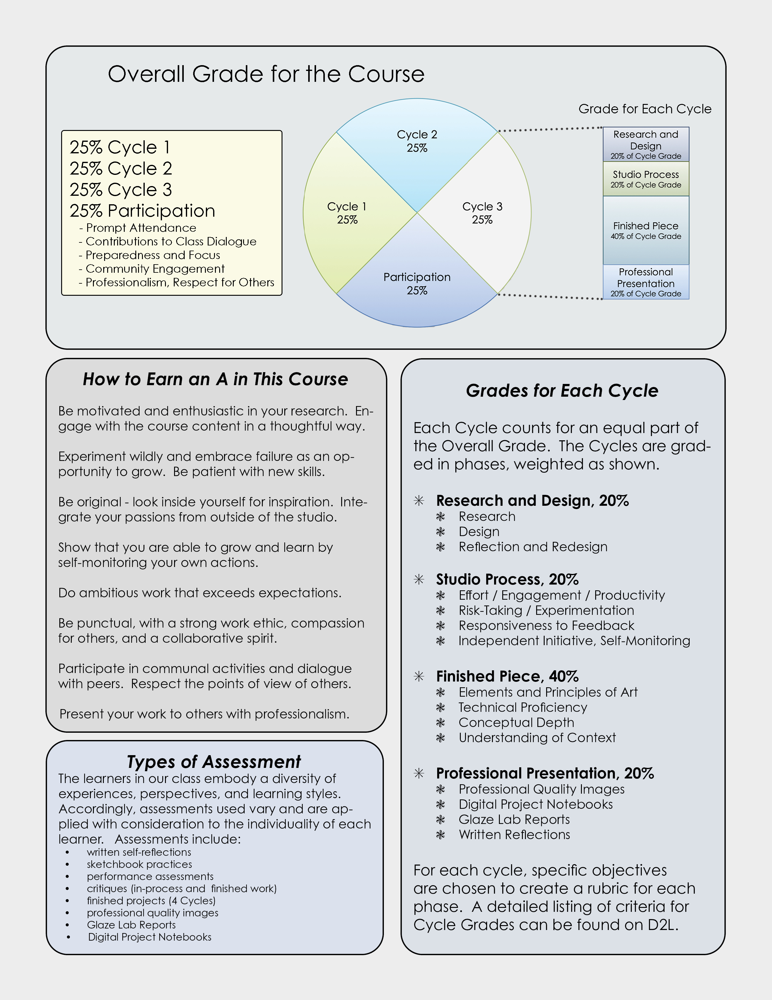 Overall Grade for the Course
25% Cycle 1
25% Cycle 2
25% Cycle 3
25% Participation
- Prompt Attendance
- Contributions to Class Dialogue
- Preparedness and Focus
- Community Engagement
- Professionalism, Respect for Others
Cycle 2
25%
Cycle 1
25%
Cycle 3
25%
Participation
25%
Grade for Each Cycle
Research and
Design
20% of Cycle Grade
Studio Process
20% of Cycle Grade
Finished Piece
40% of Cycle Grade
Professional
Presentation
20% of Cycle Grade
How to Earn an A in This Course
Be motivated and enthusiastic in your research.  En-
gage with the course content in a thoughtful way.
Experiment wildly and embrace failure as an op-
portunity to grow.  Be patient with new skills.
Be original - look inside yourself for inspiration.  Inte-
grate your passions from outside of the studio.
Show that you are able to grow and learn by
self-monitoring your own actions.
Do ambitious work that exceeds expectations.
Be punctual, with a strong work ethic, compassion
for others, and a collaborative spirit.
Participate in communal activities and dialogue
with peers.  Respect the points of view of others.
Present your work to others with professionalism.
Types of Assessment
The learners in our class embody a diversity of
experiences, perspectives, and learning styles.
Accordingly, assessments used vary and are ap-
plied with consideration to the individuality of each
learner.   Assessments include:
• written self-reflections
• sketchbook practices
• performance assessments
• critiques (in-process and  finished work)
• finished projects (4 Cycles)
• professional quality images
• Glaze Lab Reports
• Digital Project Notebooks
Grades for Each Cycle
Each Cycle counts for an equal part of
the Overall Grade.  The Cycles are grad-
ed in phases, weighted as shown.
✳ Research and Design, 20%
❃ Research
❃ Design
❃ Reflection and Redesign
✳ Studio Process, 20%
❃ Effort / Engagement / Productivity
❃ Risk-Taking / Experimentation
❃ Responsiveness to Feedback
❃ Independent Initiative, Self-Monitoring
✳ Finished Piece, 40%
❃ Elements and Principles of Art
❃ Technical Proficiency
❃ Conceptual Depth
❃ Understanding of Context
✳ Professional Presentation, 20%
❃ Professional Quality Images
❃ Digital Project Notebooks
❃ Glaze Lab Reports
❃ Written Reflections
For each cycle, specific objectives
are chosen to create a rubric for each
phase.  A detailed listing of criteria for
Cycle Grades can be found on D2L.